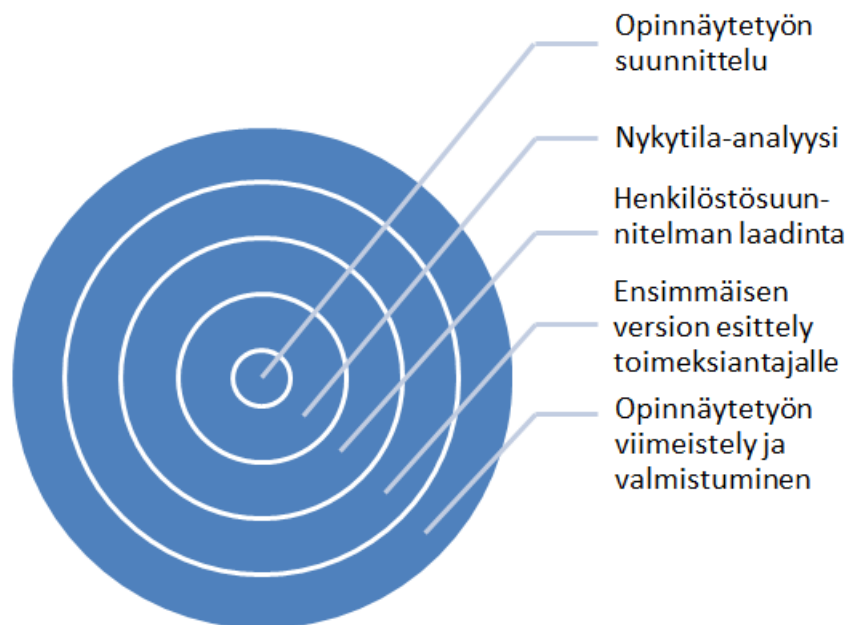 Opinnäytetyön
suunnittelu
Nykytila-analyysi
Henkilöstösuun-
nitelman laadinta
Ensimmäisen
version esittely
toimeksiantajalle
Opinnäytetyön
viimeistely ja
valmistuminen